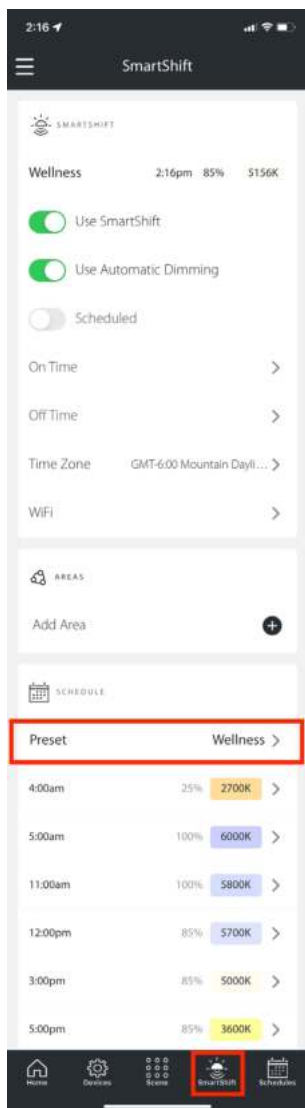 2:16
SmartShift
SMARTSHIFT
Wellness 2:16pm 85% 5156K
Use SmartShift
Use Automatic Dimming
Scheduled
On Time
Off Time
Time Zone GMT-6:00 Mountain Dayli...
WiFi
AREAS
Add Area
SCHEDULE
Preset Wellness
4:00am 25% 2700K
5:00am 100% 6000K
11:00am 100% 5800K
12:00pm 85% 5700K
3:00pm 85% 5000K
5:00pm 85% 3600K
Home Devices Scene SmartShift Schedules